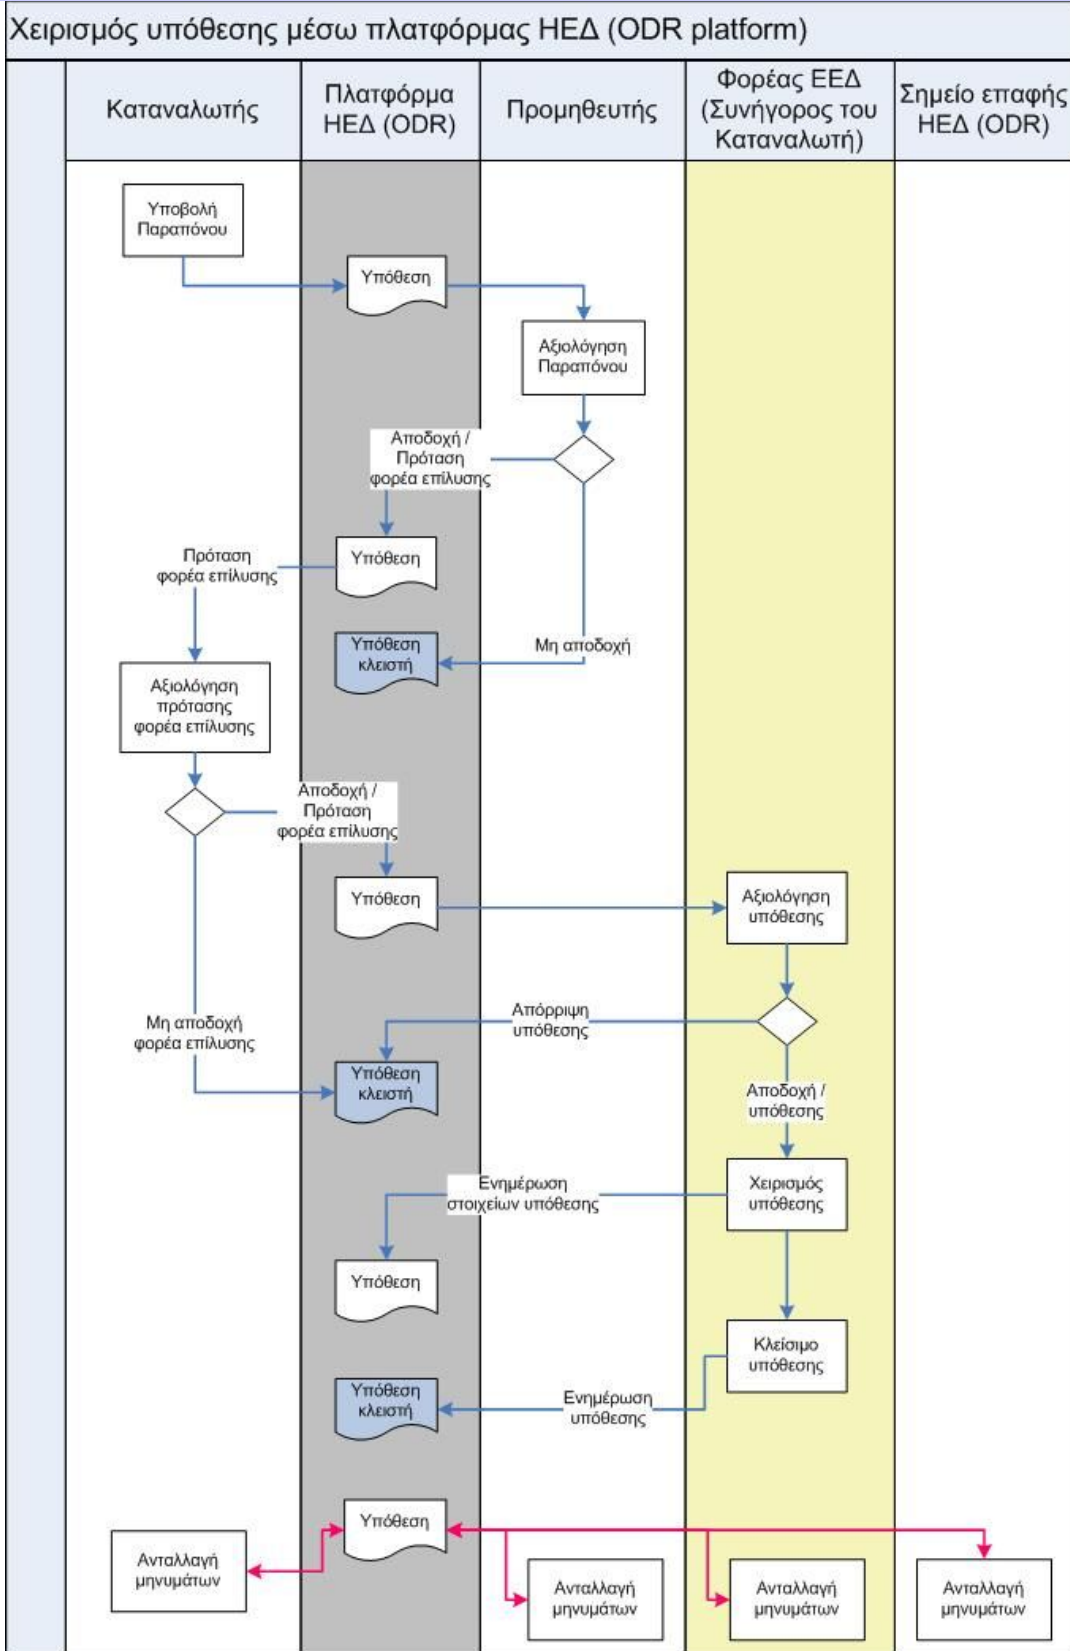 Χειρισμός υπόθεσης μέσω πλατφόρμας ΗΕΔ (ODR platform)
Καταναλωτής
Πλατφόρμα
ΗΕΔ (ODR)
Προμηθευτής
Φορέας ΕΕΔ
(Συνήγορος του
Καταναλωτή)
Σημείο επαφής
ΗΕΔ (ODR)
Υποβολή
Παραπόνου
Υπόθεση
Αξιολόγηση
Παραπόνου
Αποδοχή /
Πρόταση
φορέα επίλυσης
Υπόθεση
Πρόταση
φορέα επίλυσης
Υπόθεση
κλειστή
Μη αποδοχή
Αξιολόγηση
πρότασης
φορέα επίλυσης
Αποδοχή /
Πρόταση
φορέα επίλυσης
Υπόθεση
Αξιολόγηση
υπόθεσης
Μη αποδοχή
φορέα επίλυσης
Απόρριψη
υπόθεσης
Υπόθεση
κλειστή
Αποδοχή /
υπόθεσης
Ενημέρωση
στοιχείων υπόθεσης
Χειρισμός
υπόθεσης
Υπόθεση
Κλείσιμο
υπόθεσης
Υπόθεση
κλειστή
Ενημέρωση
υπόθεσης
Υπόθεση
Ανταλλαγή
μηνυμάτων
Ανταλλαγή
μηνυμάτων
Ανταλλαγή
μηνυμάτων
Ανταλλαγή
μηνυμάτων